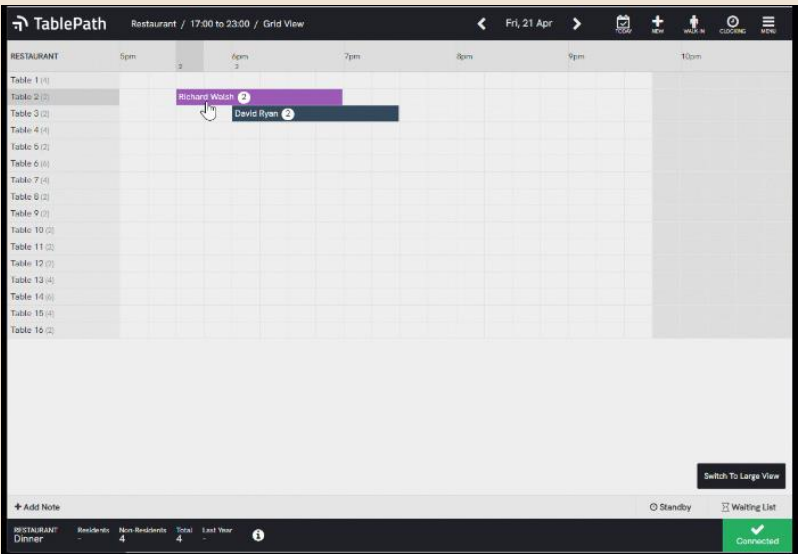 TablePath Restaurant / 17:00 to 23:00 / Grid View Fri, 21 Apr TODAY NEW WALK IN CLOCKING MENU
RESTAURANT 5pm 6pm 7pm 8pm 9pm 10pm
Table 1 (4)
Table 2 (2) Richard Walsh 2
Table 3 (2) David Ryan 2
Table 4 (4)
Table 5 (2)
Table 6 (6)
Table 7 (4)
Table 8 (2)
Table 9 (2)
Table 10 (2)
Table 11 (2)
Table 12 (2)
Table 13 (4)
Table 14 (6)
Table 15 (4)
Table 16 (2)
Switch To Large View
+ Add Note Standby Waiting List
RESTAURANT Residents Non-Residents Total Last Year
Dinner - 4 4 -
Connected